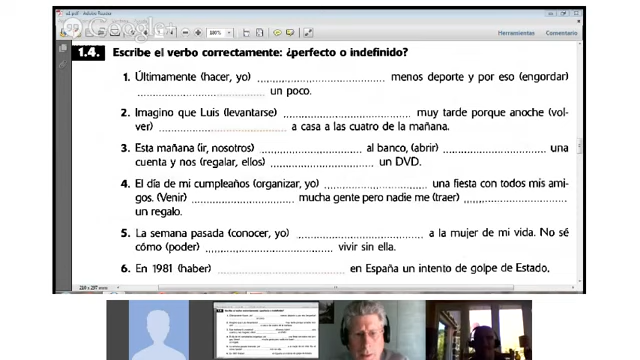 Herramientas Comentario
1.4. Escribe el verbo correctamente: ¿perfecto o indefinido?
1. Últimamente (hacer, yo) .............................. menos deporte y por eso (engordar)
.............................. un poco.
2. Imagino que Luis (levantarse) .............................. muy tarde porque anoche (vol-
ver) .............................. a casa a las cuatro de la mañana.
3. Esta mañana (ir, nosotros) .............................. al banco, (abrir) .............................. una
cuenta y nos (regalar, ellos) .............................. un DVD.
4. El día de mi cumpleaños (organizar, yo) .............................. una fiesta con todos mis ami-
gos. (Venir) .............................. mucha gente pero nadie me (traer) ..............................
un regalo.
5. La semana pasada (conocer, yo) .............................. a la mujer de mi vida. No sé
cómo (poder) .............................. vivir sin ella.
6. En 1981 (haber) .............................. en España un intento de golpe de Estado.